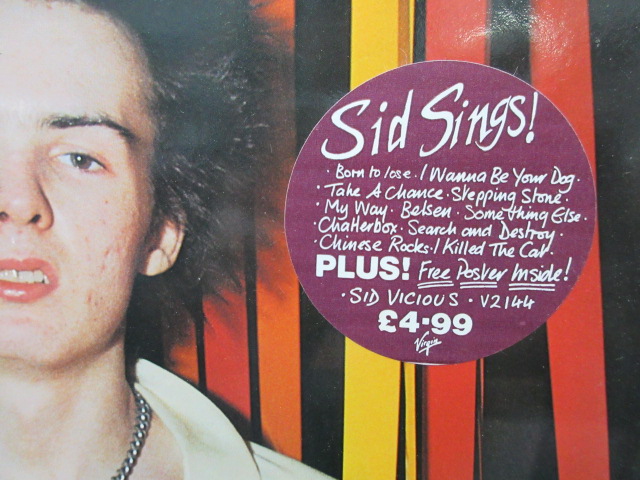 Sid Sings!
· Born to lose · I Wanna Be Your Dog ·
· Take A Chance · Stepping Stone ·
· My Way · Belsen · Something Else ·
· Chatterbox · Search and Destroy ·
· Chinese Rocks · I Killed The Cat ·
PLUS! Free Poster Inside!
· SID VICIOUS · V2144
£4·99
Virgin